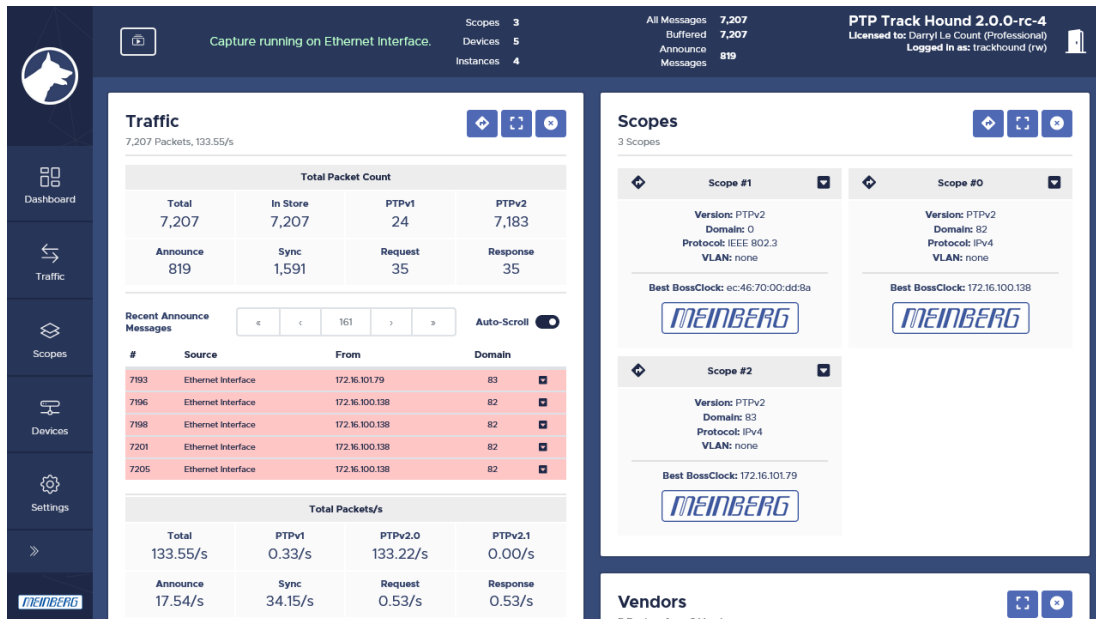 Capture running on Ethernet Interface.
Scopes 3
Devices 5
Instances 4
All Messages 7,207
Buffered 7,207
Announce Messages 819
PTP Track Hound 2.0.0-rc-4
Licensed to: Darryl Le Count (Professional)
Logged in as: trackhound (rw)
Dashboard
Traffic
Scopes
Devices
Settings
MEINBERG
Traffic
7,207 Packets, 133.55/s
Total Packet Count
Total In Store PTPv1 PTPv2
7,207 7,207 24 7,183
Announce Sync Request Response
819 1,591 35 35
Recent Announce Messages
« ‹ 161 › »
Auto-Scroll
# Source From Domain
7193 Ethernet Interface 172.16.101.79 83
7196 Ethernet Interface 172.16.100.138 82
7198 Ethernet Interface 172.16.100.138 82
7201 Ethernet Interface 172.16.100.138 82
7205 Ethernet Interface 172.16.100.138 82
Total Packets/s
Total PTPv1 PTPv2.0 PTPv2.1
133.55/s 0.33/s 133.22/s 0.00/s
Announce Sync Request Response
17.54/s 34.15/s 0.53/s 0.53/s
Scopes
3 Scopes
Scope #1
Version: PTPv2
Domain: 0
Protocol: IEEE 802.3
VLAN: none
Best BossClock: ec:46:70:00:dd:8a
MEINBERG
Scope #0
Version: PTPv2
Domain: 82
Protocol: IPv4
VLAN: none
Best BossClock: 172.16.100.138
MEINBERG
Scope #2
Version: PTPv2
Domain: 83
Protocol: IPv4
VLAN: none
Best BossClock: 172.16.101.79
MEINBERG
Vendors